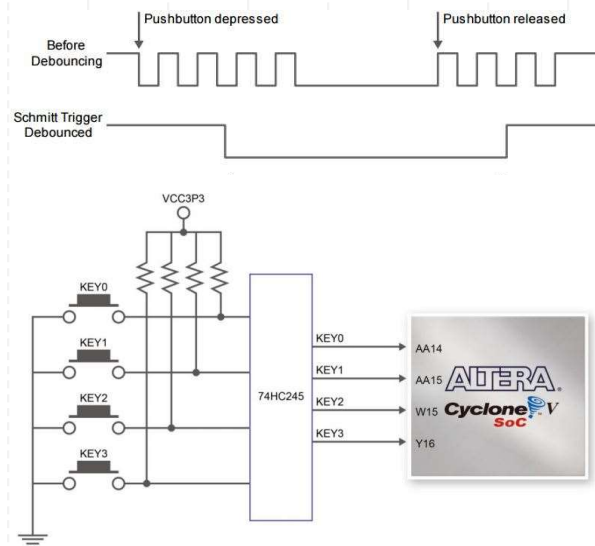 Pushbutton depressed
Pushbutton released
Before
Debouncing
Schmitt Trigger
Debounced
VCC3P3
KEY0
KEY1
KEY2
KEY3
74HC245
KEY0
KEY1
KEY2
KEY3
AA14
AA15
W15
Y16
ALTERA.
Cyclone V
SoC